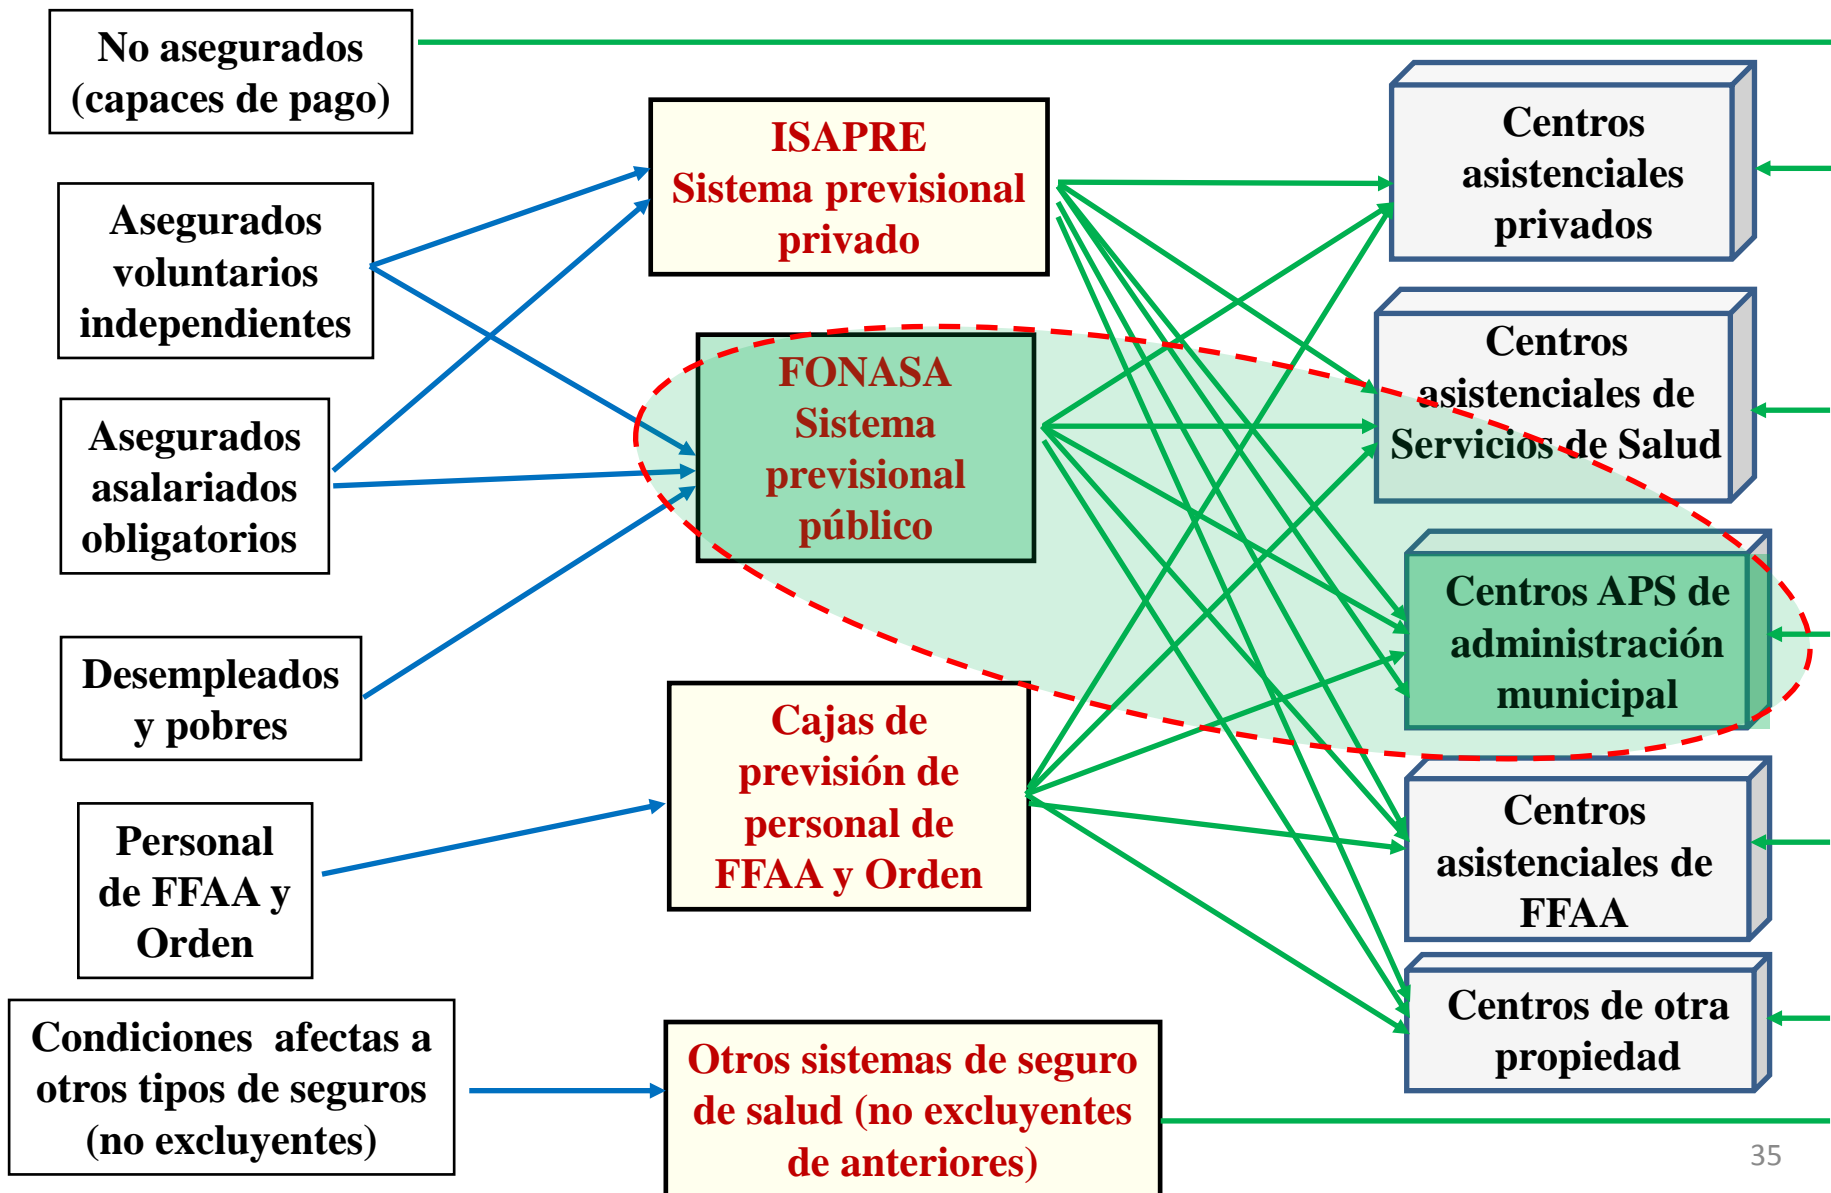 No asegurados
(capaces de pago)
Asegurados
voluntarios
independientes
Asegurados
asalariados
obligatorios
Desempleados
y pobres
Personal
de FFAA y
Orden
Condiciones afectas a
otros tipos de seguros
(no excluyentes)
ISAPRE
Sistema previsional
privado
FONASA
Sistema
previsional
público
Cajas de
previsión de
personal de
FFAA y Orden
Otros sistemas de seguro
de salud (no excluyentes
de anteriores)
Centros
asistenciales
privados
Centros
asistenciales de
Servicios de Salud
Centros APS de
administración
municipal
Centros
asistenciales de
FFAA
Centros de otra
propiedad
35